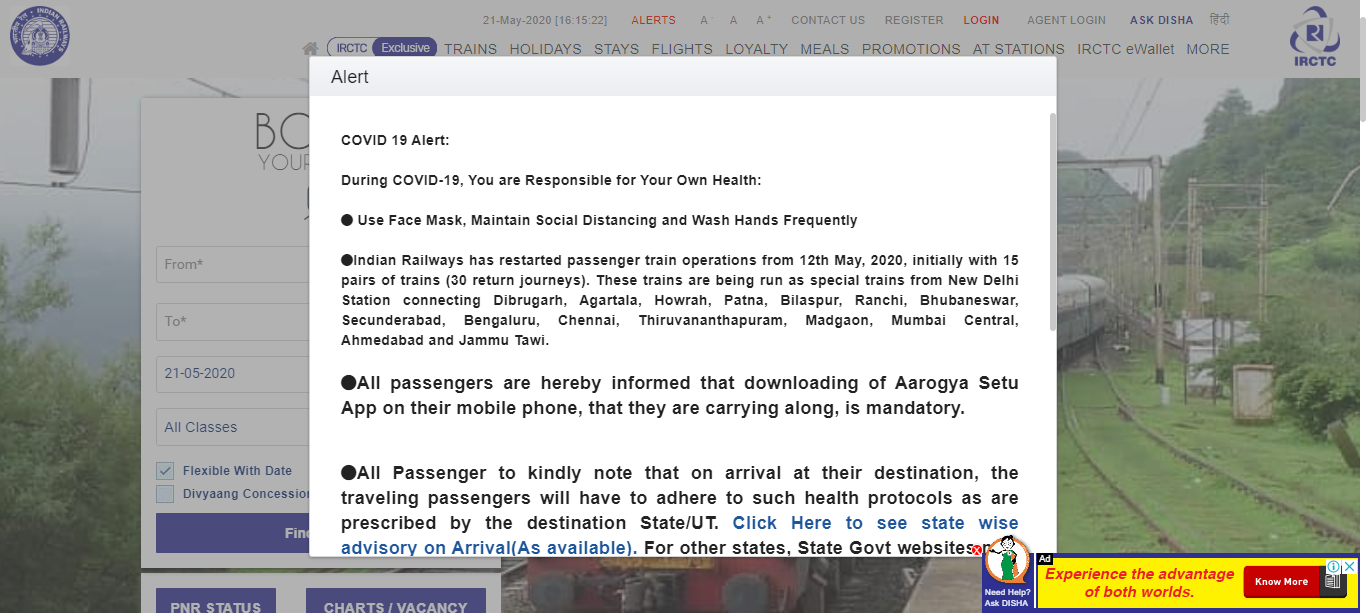 21-May-2020 [16:15:22] ALERTS A- A A+ CONTACT US REGISTER LOGIN AGENT LOGIN ASK DISHA हिंदी
IRCTC Exclusive TRAINS HOLIDAYS STAYS FLIGHTS LOYALTY MEALS PROMOTIONS AT STATIONS IRCTC eWallet MORE
IRCTC
Alert
COVID 19 Alert:
During COVID-19, You are Responsible for Your Own Health:
● Use Face Mask, Maintain Social Distancing and Wash Hands Frequently
●Indian Railways has restarted passenger train operations from 12th May, 2020, initially with 15
pairs of trains (30 return journeys). These trains are being run as special trains from New Delhi
Station connecting Dibrugarh, Agartala, Howrah, Patna, Bilaspur, Ranchi, Bhubaneswar,
Secunderabad, Bengaluru, Chennai, Thiruvananthapuram, Madgaon, Mumbai Central,
Ahmedabad and Jammu Tawi.
●All passengers are hereby informed that downloading of Aarogya Setu
App on their mobile phone, that they are carrying along, is mandatory.
●All Passenger to kindly note that on arrival at their destination, the
traveling passengers will have to adhere to such health protocols as are
prescribed by the destination State/UT. Click Here to see state wise
advisory on Arrival(As available). For other states, State Govt websites
BO
YOUR
From*
To*
21-05-2020
All Classes
Flexible With Date
Divyaang Concession
Find
PNR STATUS
CHARTS / VACANCY
Need Help?
Ask DISHA
Ad
Experience the advantage
of both worlds.
Know More